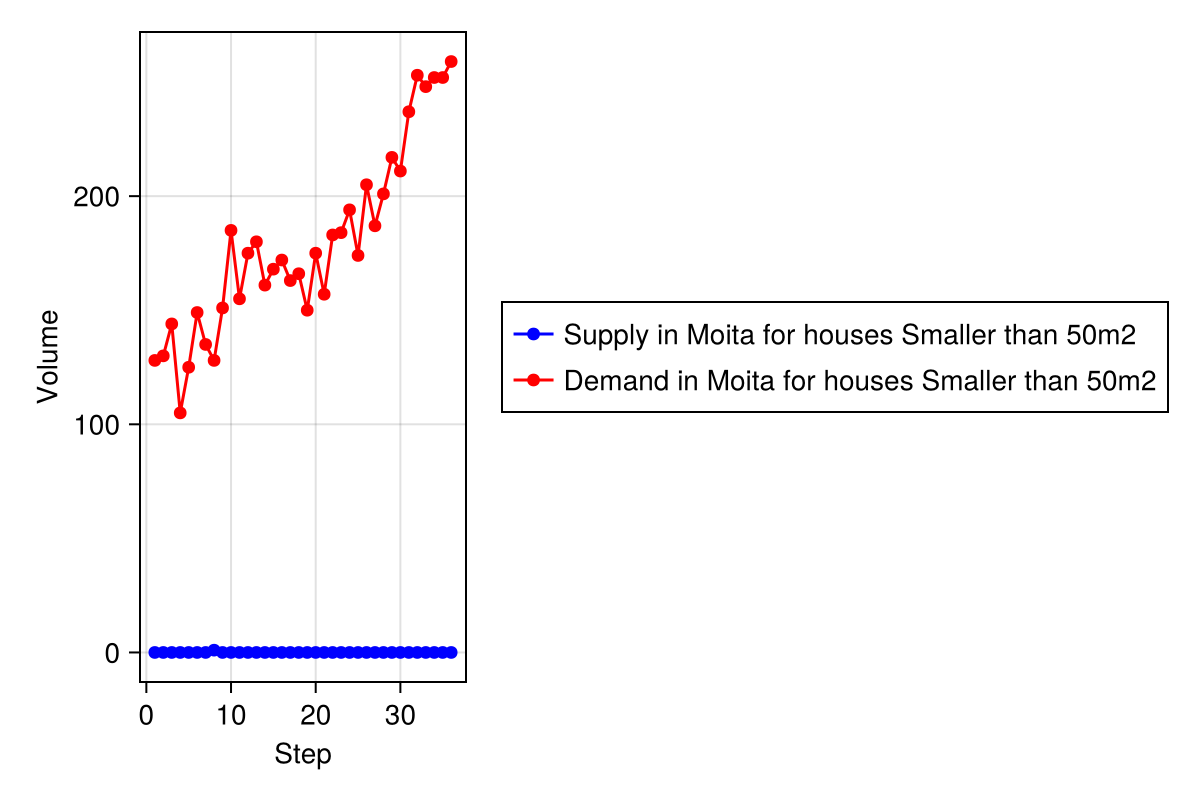 Volume
200
100
0
0 10 20 30
Step
Supply in Moita for houses Smaller than 50m2
Demand in Moita for houses Smaller than 50m2